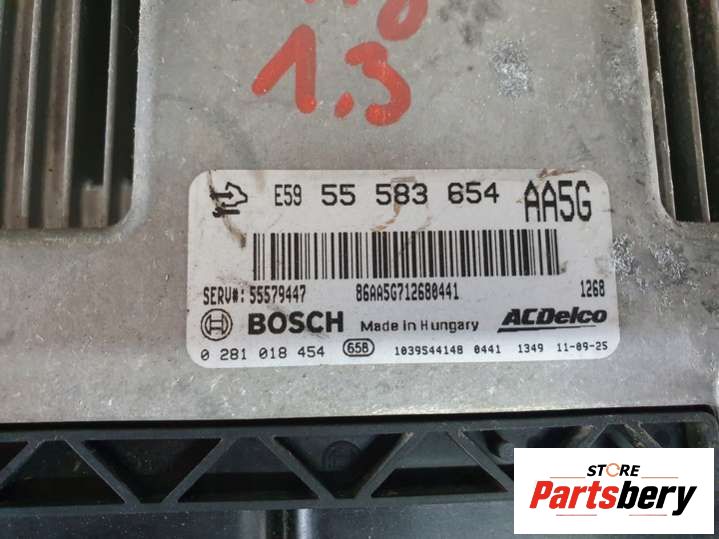 1.3
E59 55 583 654 AA5G
SERV#: 55579447 86AA5G712680441 1268
BOSCH Made in Hungary ACDelco
0 281 018 454 65B 1039S44148 0441 1349 11-09-25
STORE
Partsbery